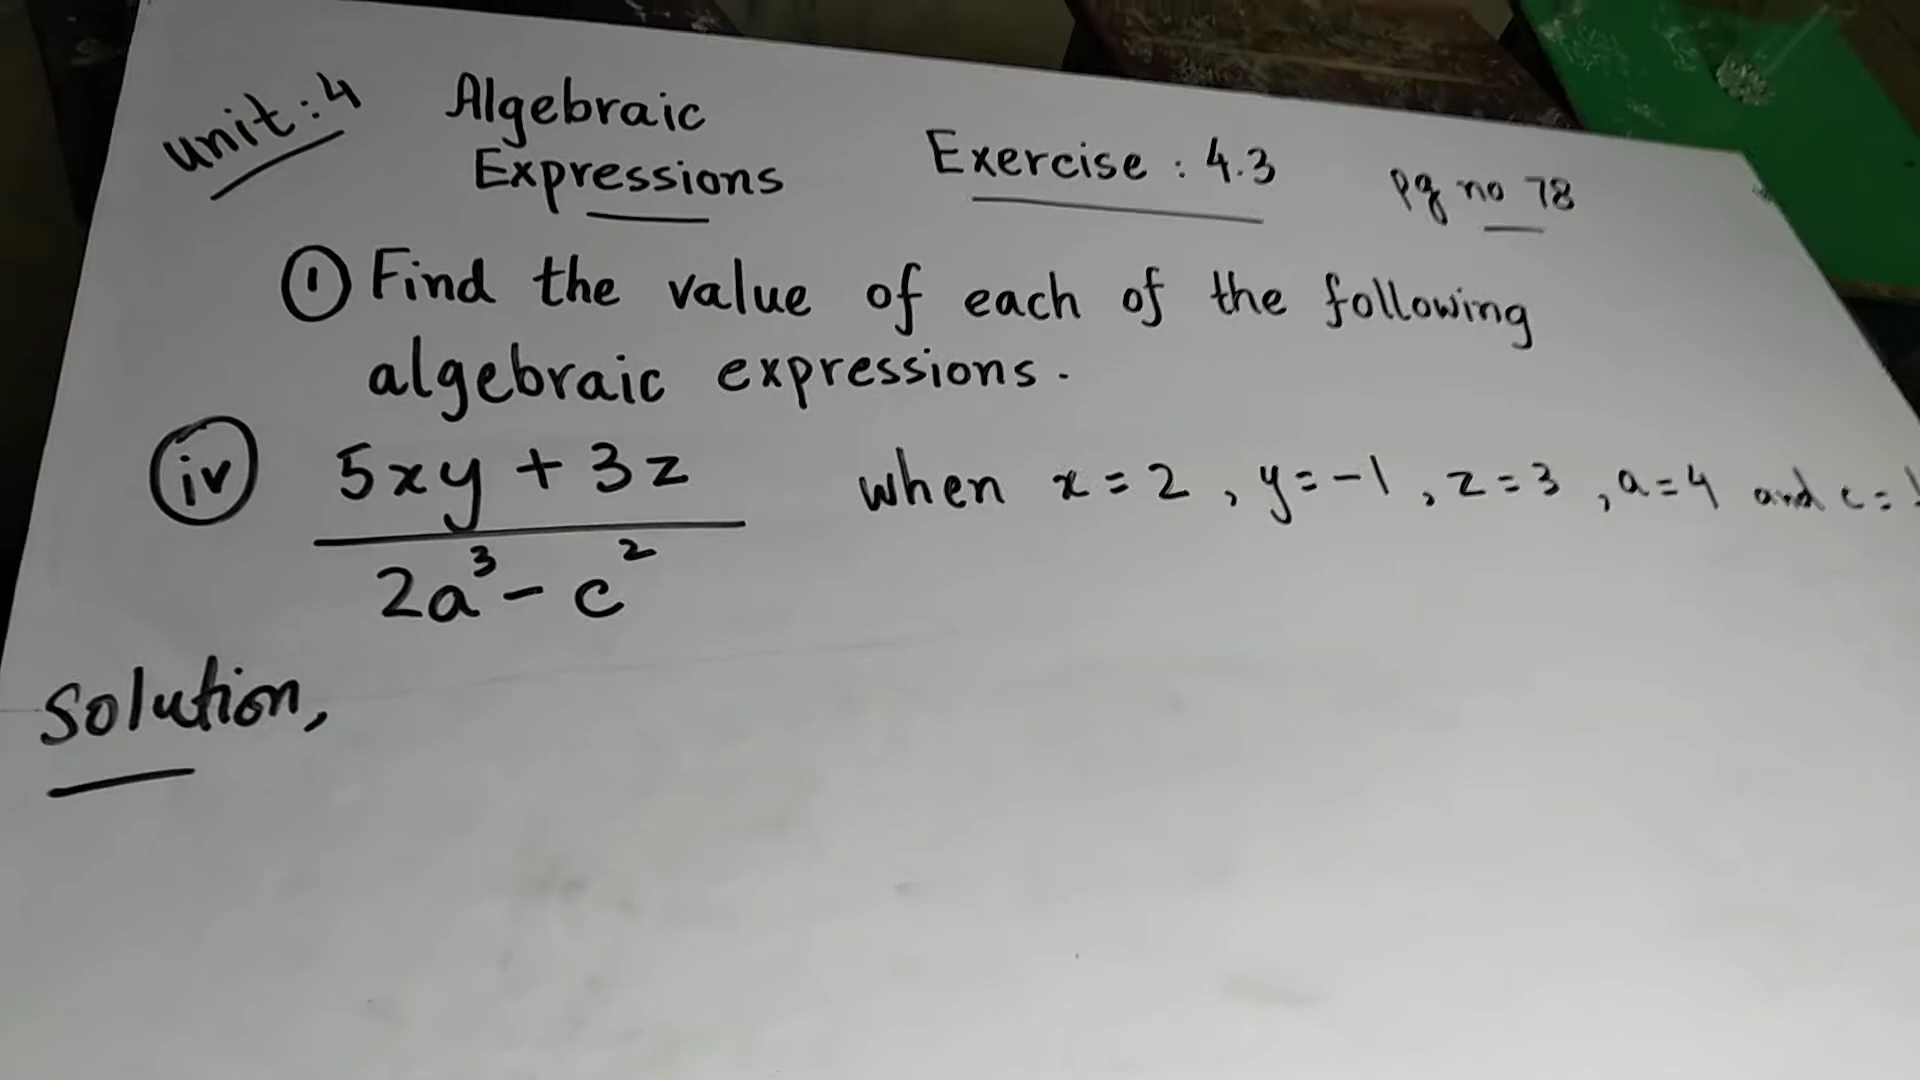 unit:4 Algebraic Expressions Exercise : 4.3 pg no 78
① Find the value of each of the following
algebraic expressions.
(iv) 5xy + 3z when x = 2 , y = -1 , z = 3 , a = 4 and c =
2a³ - c²
Solution,